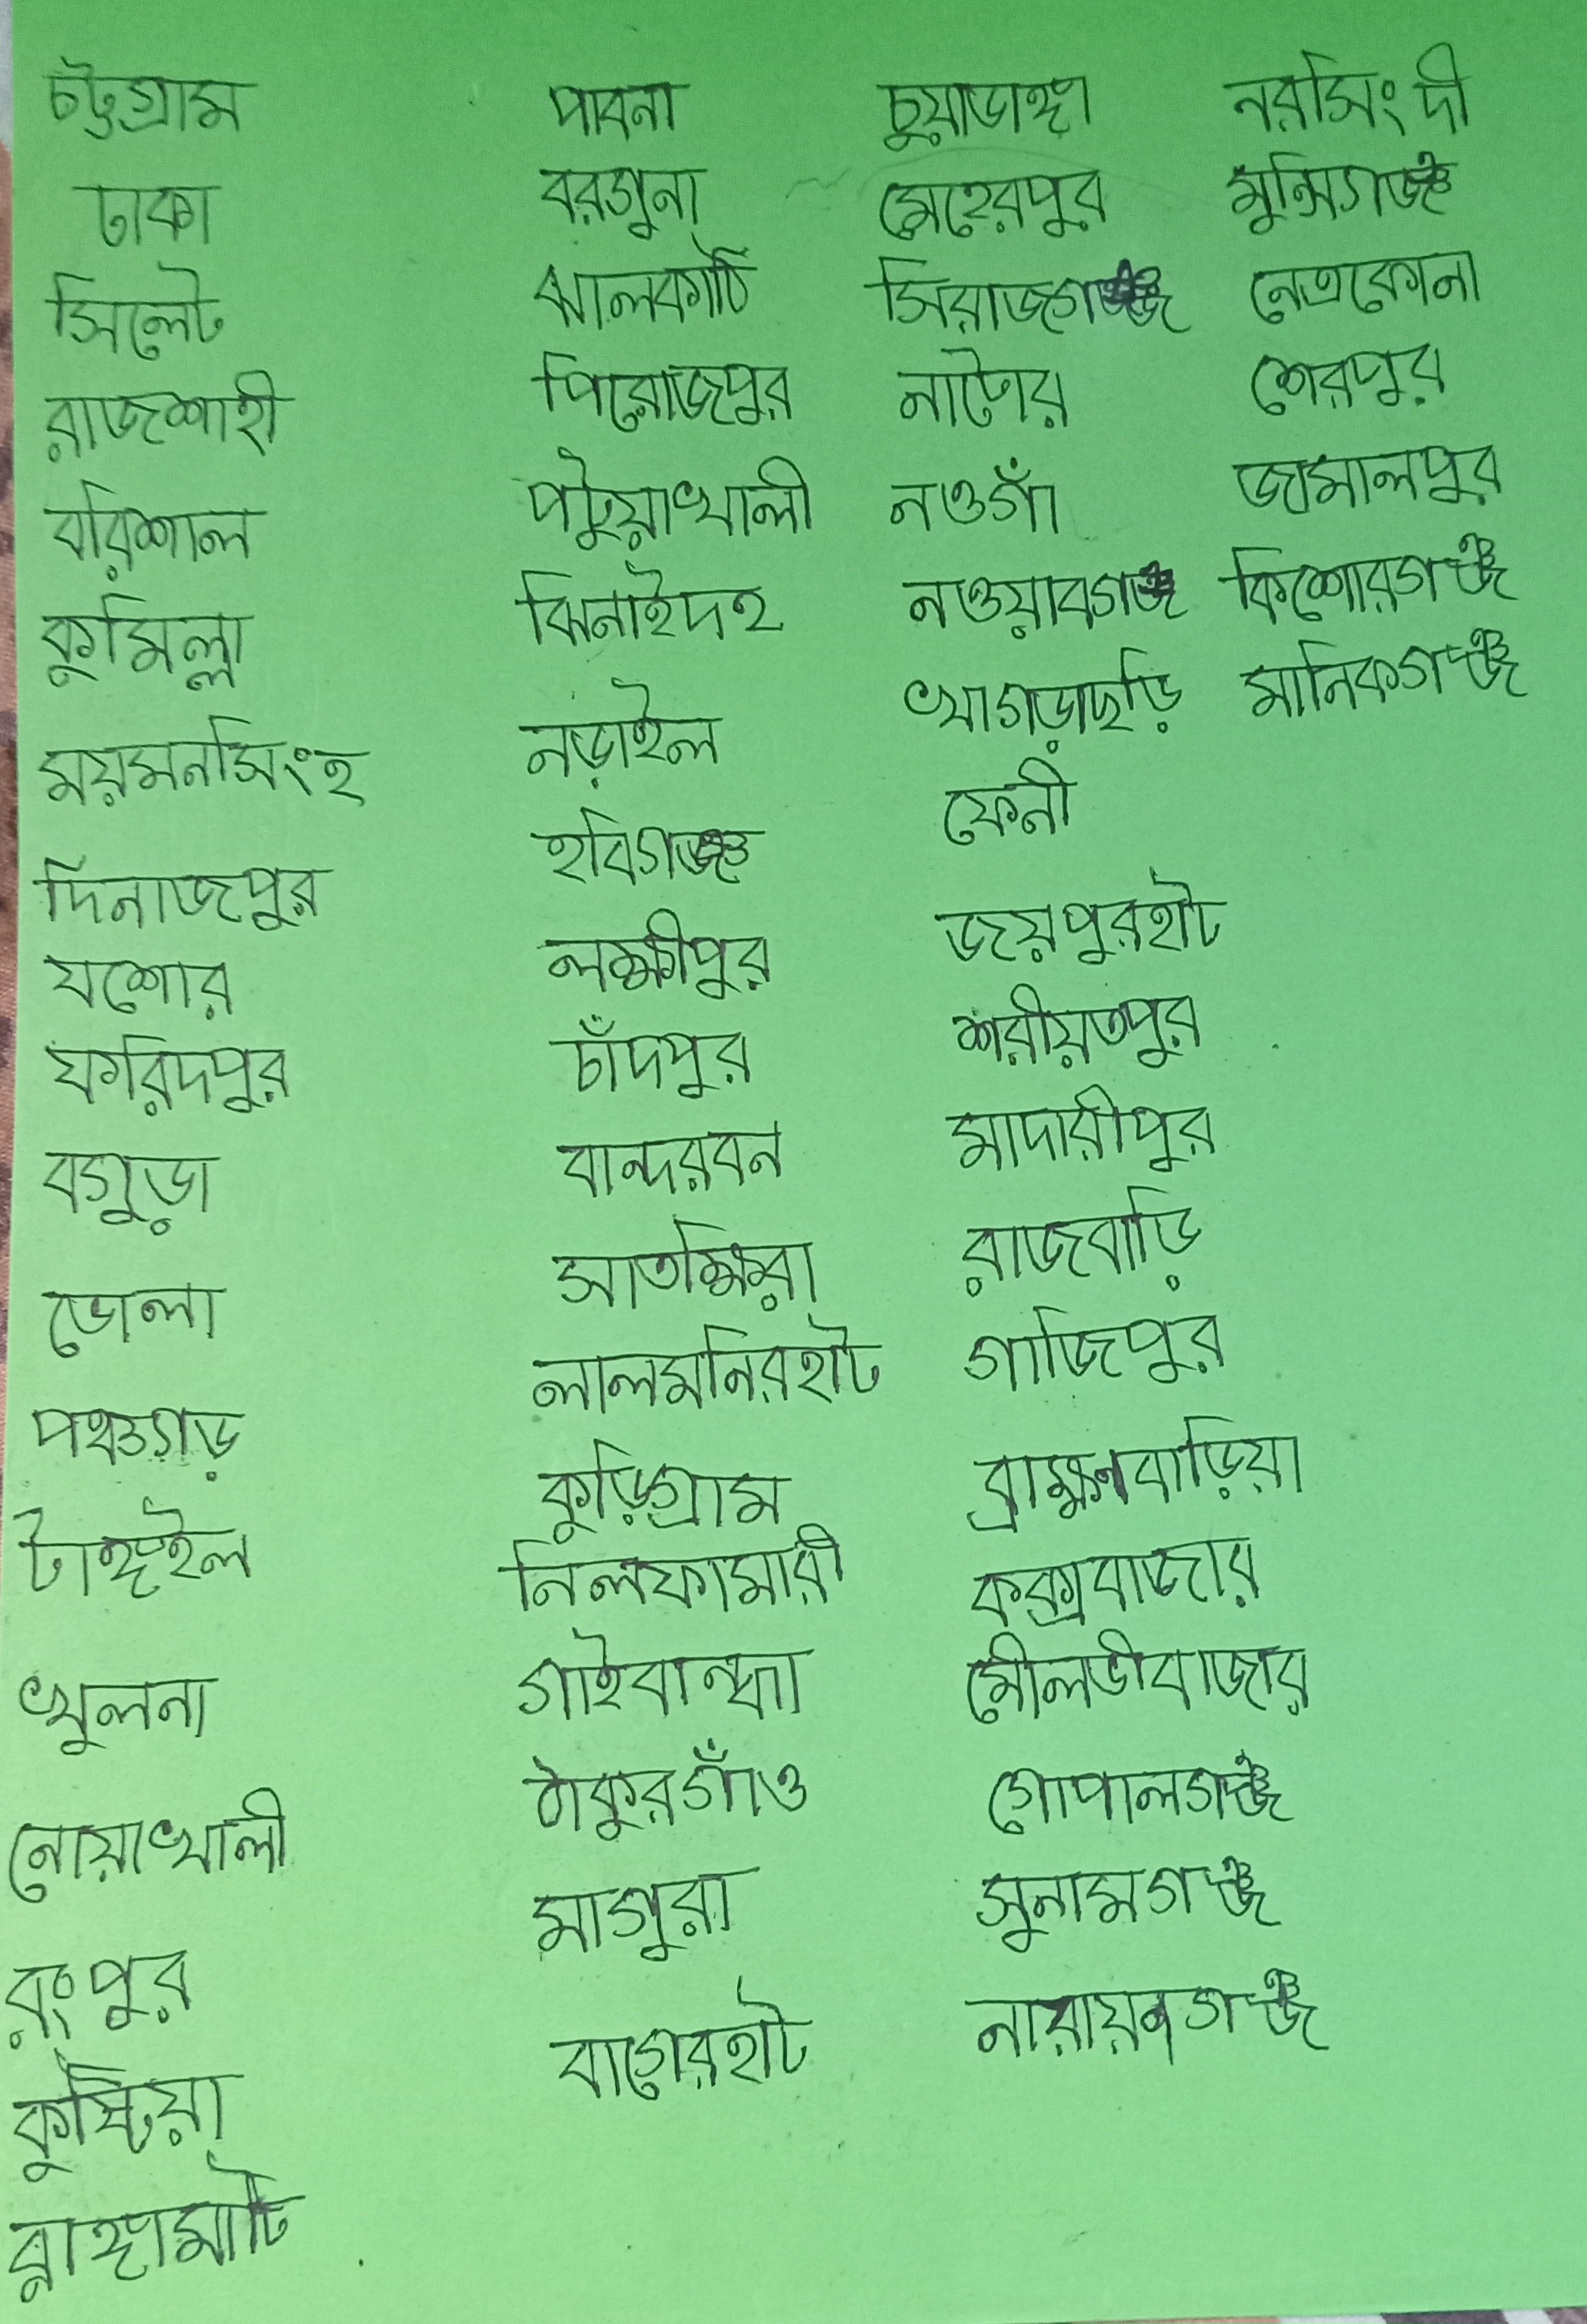 চট্টগ্রাম
ঢাকা
সিলেট
রাজশাহী
বরিশাল
কুমিল্লা
ময়মনসিংহ
দিনাজপুর
যশোর
ফরিদপুর
বগুড়া
ভোলা
পঞ্চগড়
টাঙ্গাইল
খুলনা
নোয়াখালী
রংপুর
কুষ্টিয়া
রাঙ্গামাটি
পাবনা
বরগুনা
ঝালকাঠি
পিরোজপুর
পটুয়াখালী
ঝিনাইদহ
নড়াইল
হবিগঞ্জ
লক্ষীপুর
চাঁদপুর
বান্দরবন
সাতক্ষিরা
লালমনিরহাট
কুড়িগ্রাম
নিলফামারী
গাইবান্ধা
ঠাকুরগাঁও
মাগুরা
বাগেরহাট
চুয়াডাঙ্গা
মেহেরপুর
সিরাজগঞ্জ
নাটোর
নওগাঁ
নওয়াবগঞ্জ
খাগড়াছড়ি
ফেনী
জয়পুরহাট
শরীয়তপুর
মাদারীপুর
রাজবাড়ি
গাজিপুর
ব্রাহ্মনবাড়িয়া
কক্সবাজার
মৌলভীবাজার
গোপালগঞ্জ
সুনামগঞ্জ
নারায়ণগঞ্জ
নরসিংদী
মুন্সিগঞ্জ
নেত্রকোনা
শেরপুর
জামালপুর
কিশোরগঞ্জ
মানিকগঞ্জ